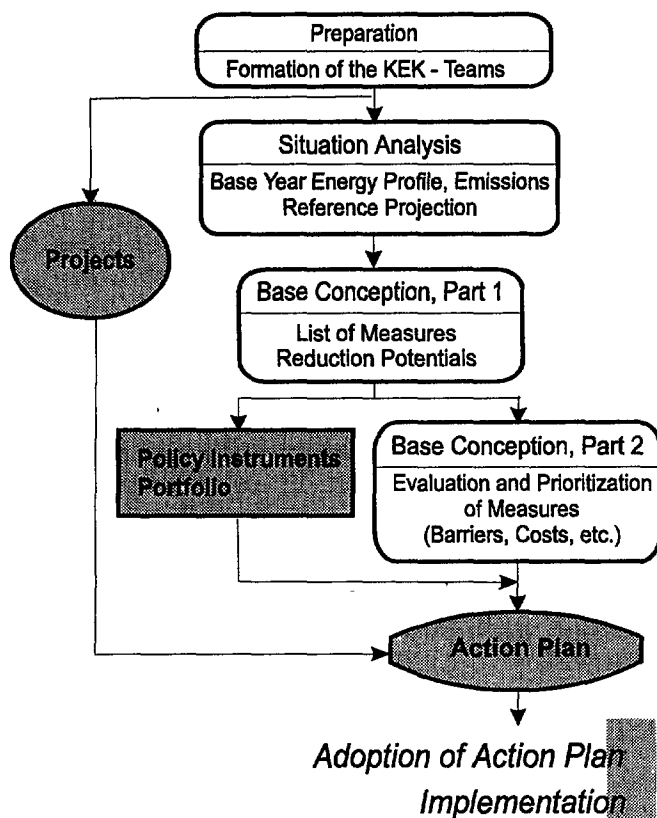 Preparation
Formation of the KEK - Teams
Situation Analysis
Base Year Energy Profile, Emissions
Reference Projection
Projects
Base Conception, Part 1
List of Measures
Reduction Potentials
Policy Instruments
Portfolio
Base Conception, Part 2
Evaluation and Prioritization
of Measures
(Barriers, Costs, etc.)
Action Plan
Adoption of Action Plan
Implementation